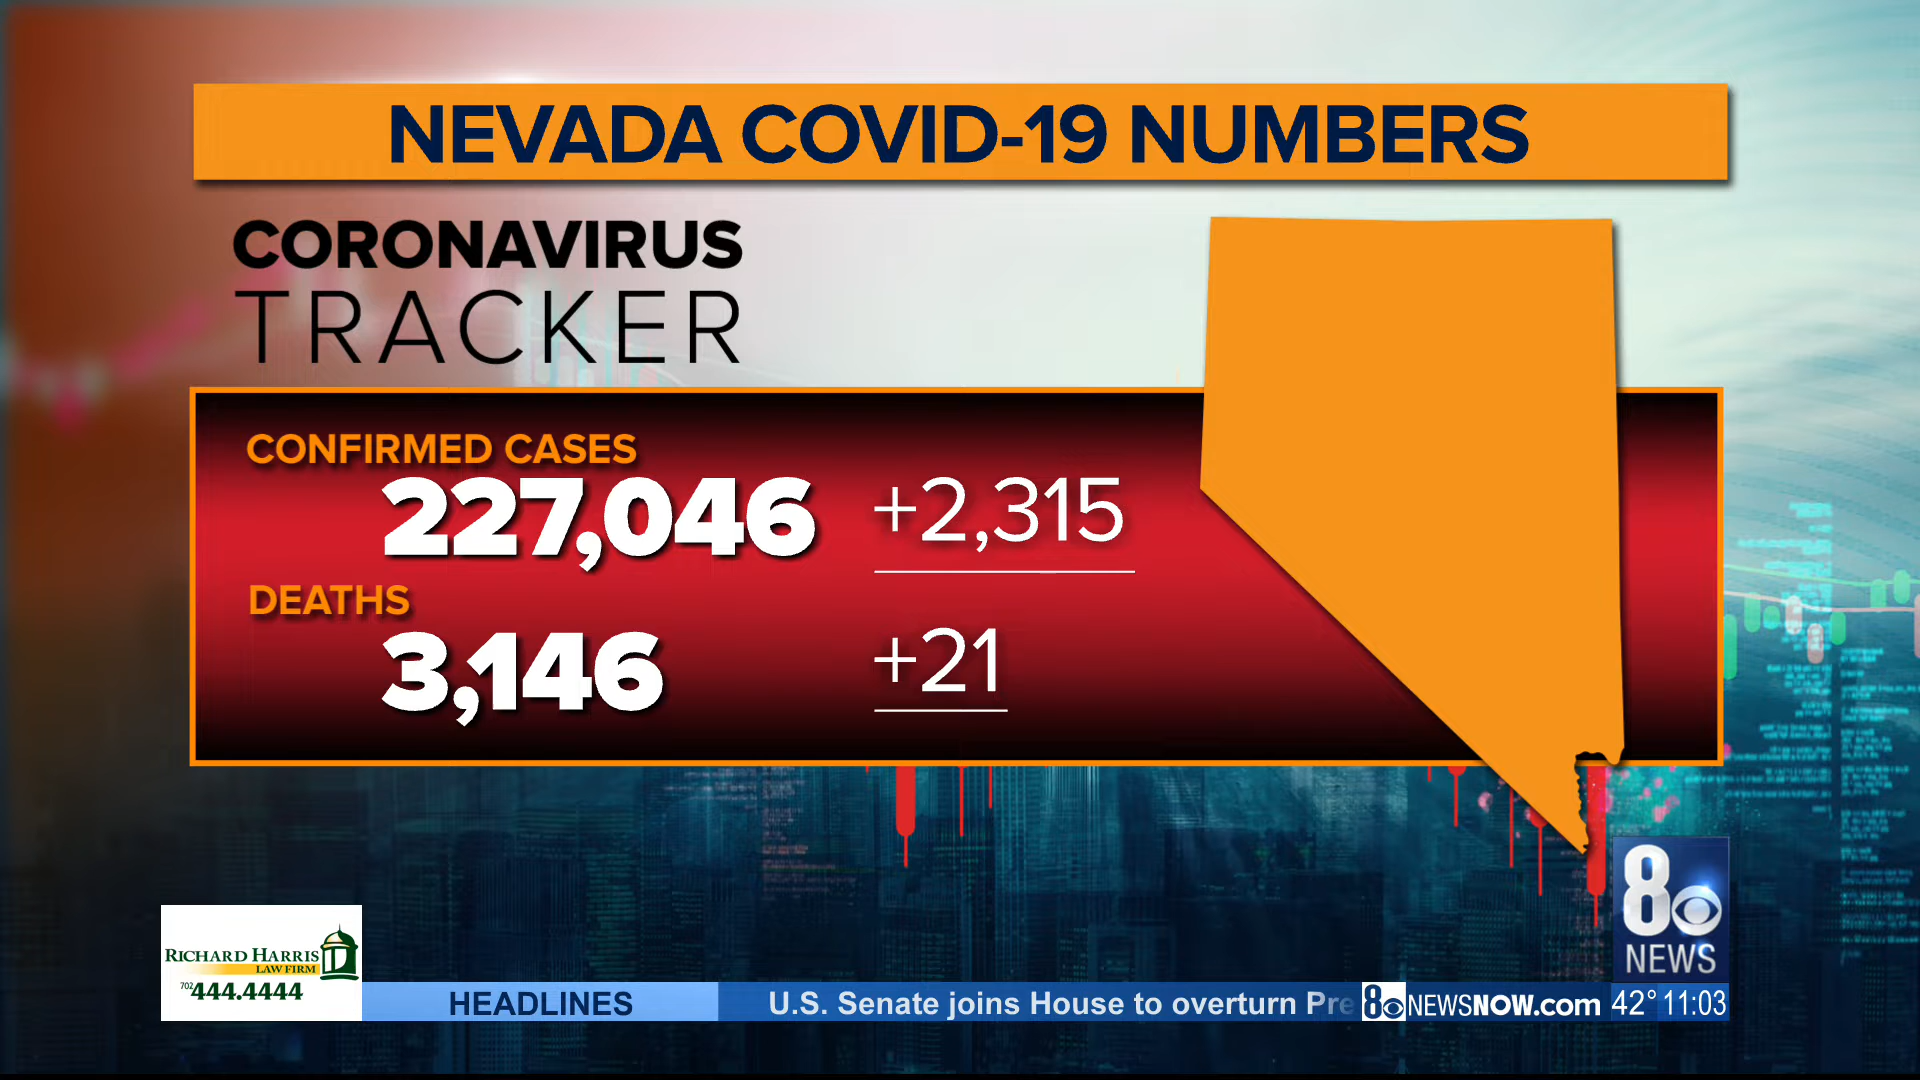 NEVADA COVID-19 NUMBERS
CORONAVIRUS
TRACKER
CONFIRMED CASES
227,046 +2,315
DEATHS
3,146 +21
8
NEWS
RICHARD HARRIS
LAW FIRM
702.444.4444
HEADLINES
U.S. Senate joins House to overturn Pre
8 NEWSNOW.com
42° 11:03